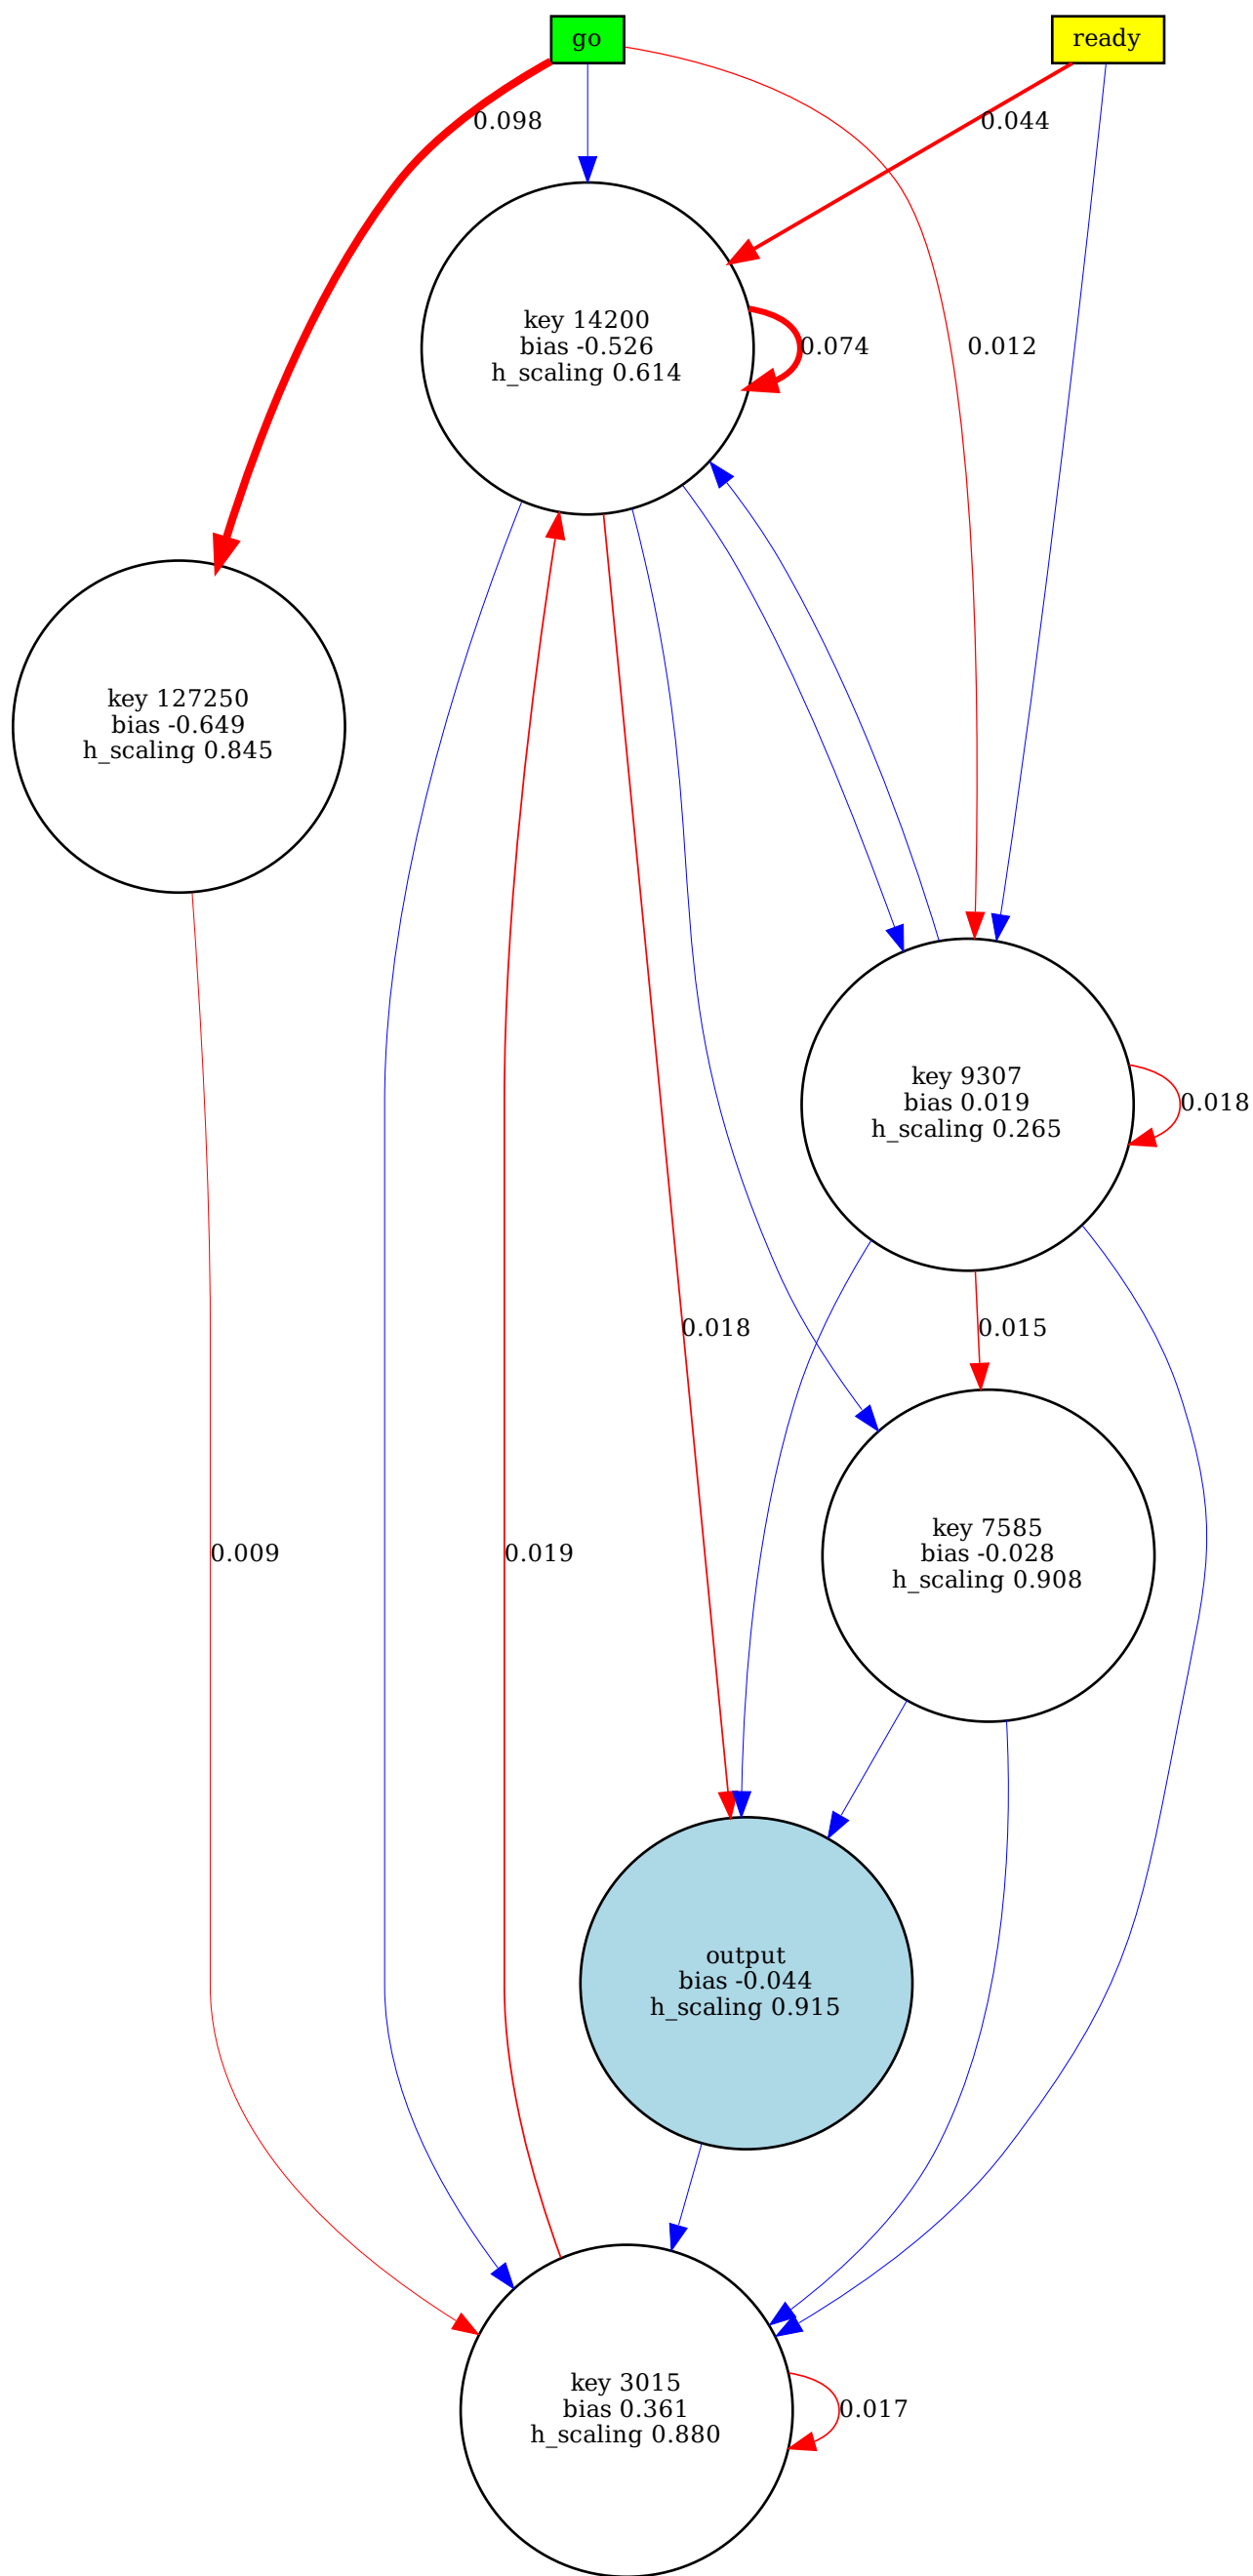 go
ready
0.098
0.044
key 14200
bias -0.526
h_scaling 0.614
0.074
0.012
key 127250
bias -0.649
h_scaling 0.845
key 9307
bias 0.019
h_scaling 0.265
0.018
0.018
0.015
key 7585
bias -0.028
h_scaling 0.908
0.009
0.019
output
bias -0.044
h_scaling 0.915
key 3015
bias 0.361
h_scaling 0.880
0.017